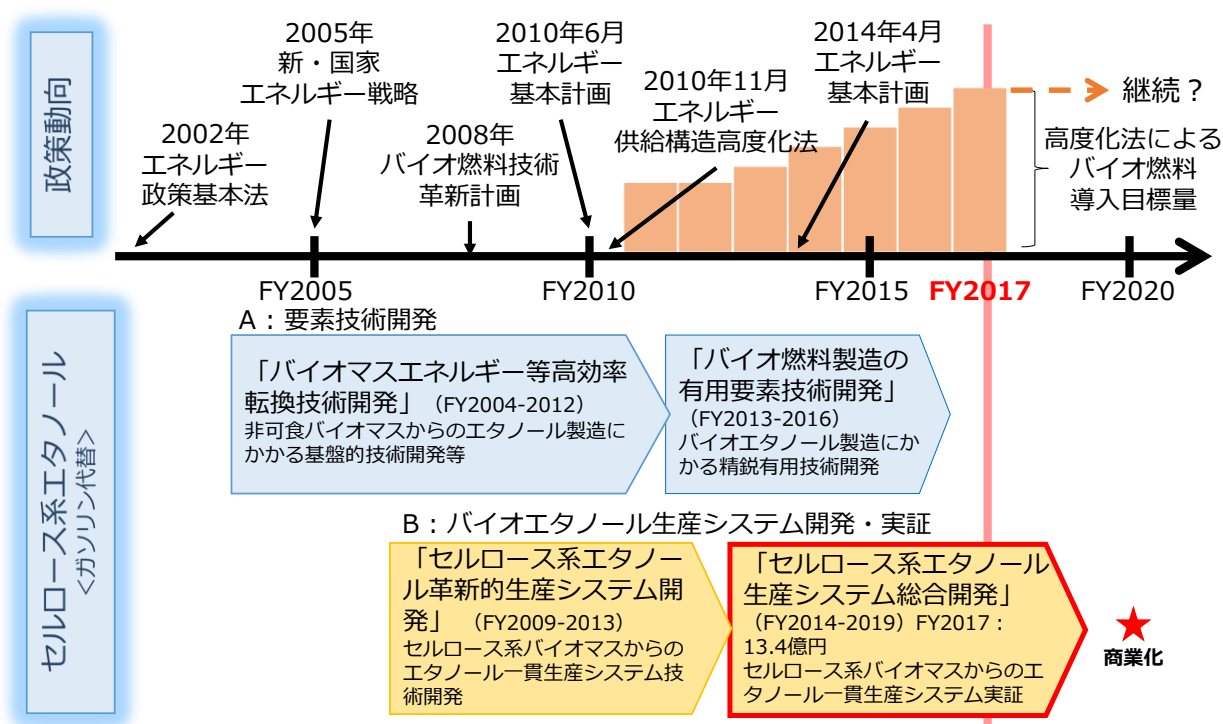 政策動向
2002年
エネルギー
政策基本法
2005年
新・国家
エネルギー戦略
2008年
バイオ燃料技術
革新計画
2010年6月
エネルギー
基本計画
2010年11月
エネルギー
供給構造高度化法
2014年4月
エネルギー
基本計画
継続？
高度化法による
バイオ燃料
導入目標量
FY2005
FY2010
FY2015
FY2017
FY2020
セルロース系エタノール
<ガソリン代替>
A：要素技術開発
「バイオマスエネルギー等高効率
転換技術開発」（FY2004-2012）
非可食バイオマスからのエタノール製造に
かかる基盤的技術開発等
「バイオ燃料製造の
有用要素技術開発」
（FY2013-2016）
バイオエタノール製造にか
かる精鋭有用技術開発
B：バイオエタノール生産システム開発・実証
「セルロース系エタノー
ル革新的生産システム開
発」（FY2009-2013）
セルロース系バイオマスからの
エタノール一貫生産システム技
術開発
「セルロース系エタノール
生産システム総合開発」
（FY2014-2019）FY2017：
13.4億円
セルロース系バイオマスからのエ
タノール一貫生産システム実証
商業化